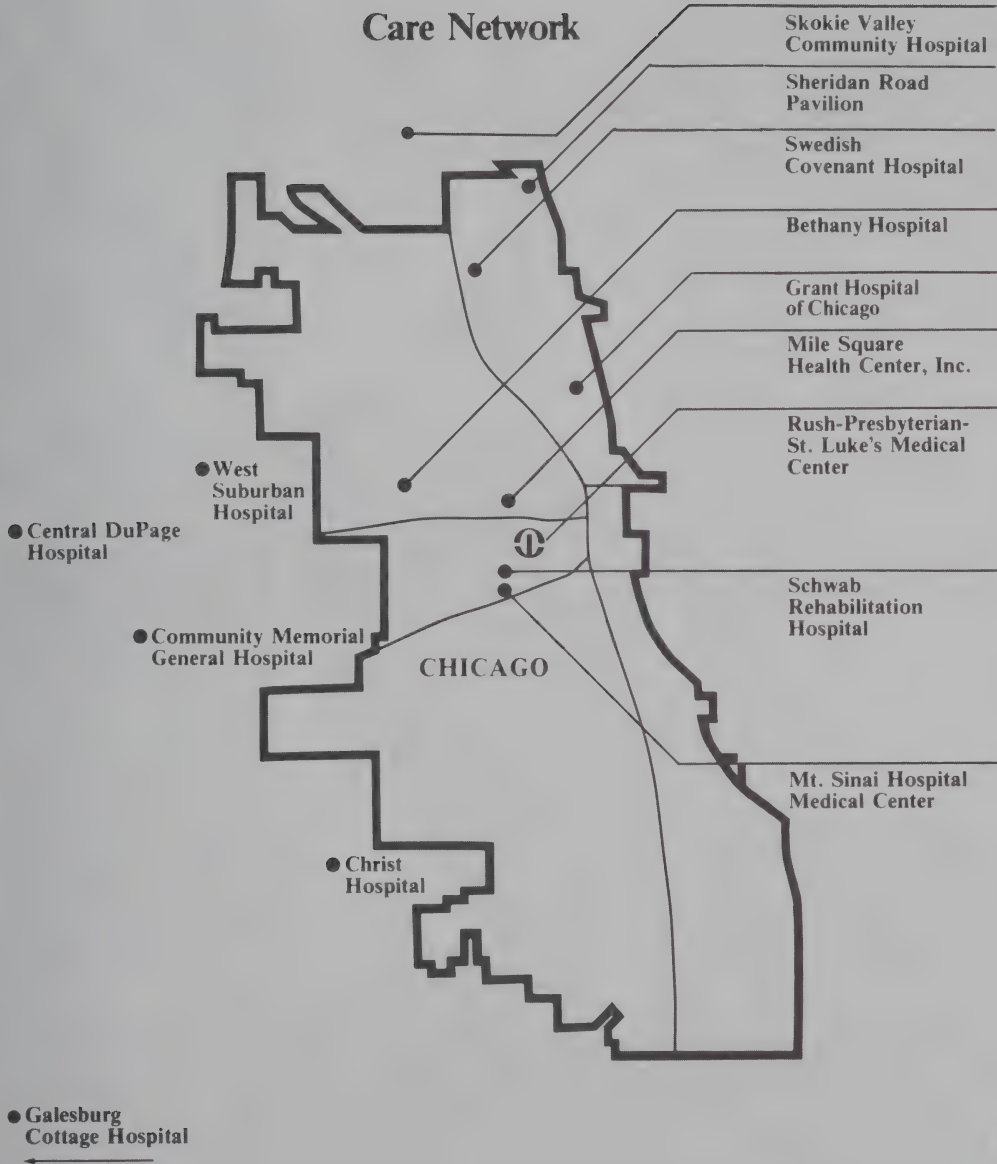 Care Network
Skokie Valley
Community Hospital
Sheridan Road
Pavilion
Swedish
Covenant Hospital
Bethany Hospital
Grant Hospital
of Chicago
Mile Square
Health Center, Inc.
Rush-Presbyterian-
St. Luke's Medical
Center
West
Suburban
Hospital
Central DuPage
Hospital
Schwab
Rehabilitation
Hospital
Community Memorial
General Hospital
CHICAGO
Mt. Sinai Hospital
Medical Center
Christ
Hospital
Galesburg
Cottage Hospital